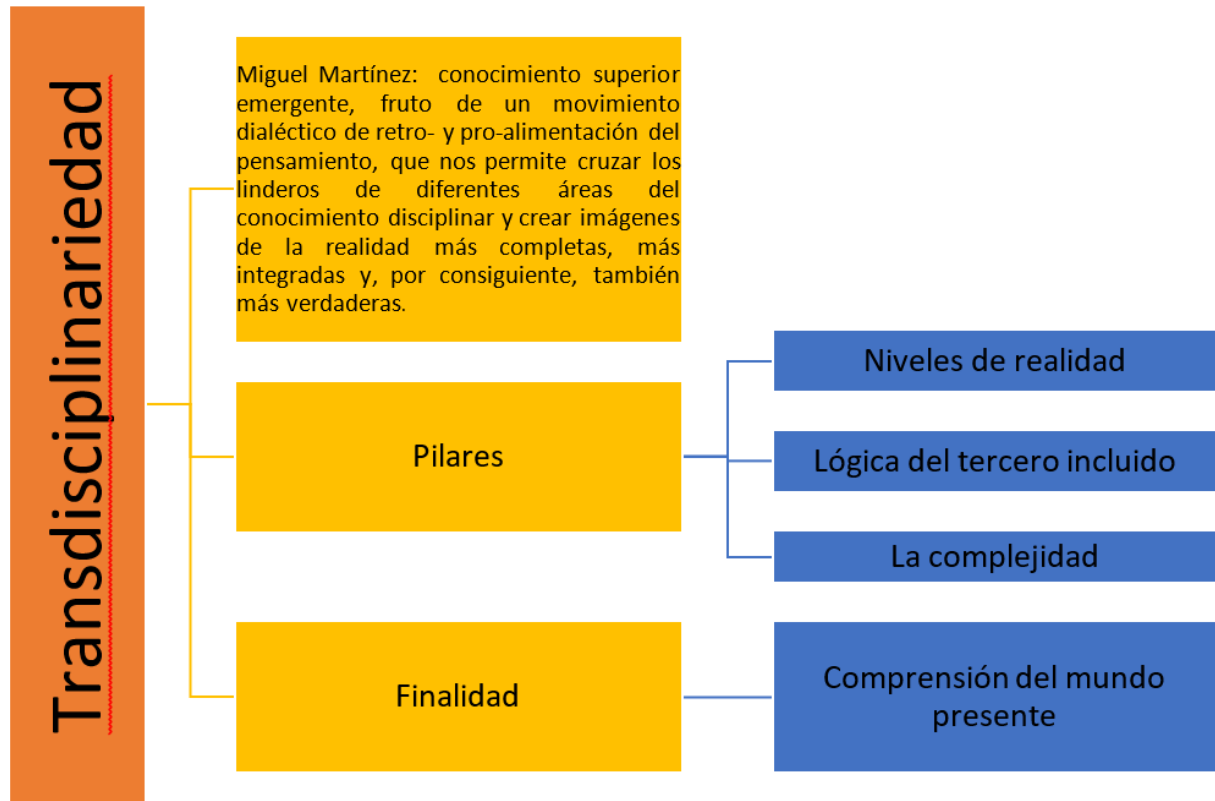 Transdisciplinariedad
Miguel Martínez: conocimiento superior
emergente, fruto de un movimiento
dialéctico de retro- y pro-alimentación del
pensamiento, que nos permite cruzar los
linderos de diferentes áreas del
conocimiento disciplinar y crear imágenes
de la realidad más completas, más
integradas y, por consiguiente, también
más verdaderas.
Pilares
Niveles de realidad
Lógica del tercero incluido
La complejidad
Finalidad
Comprensión del mundo
presente